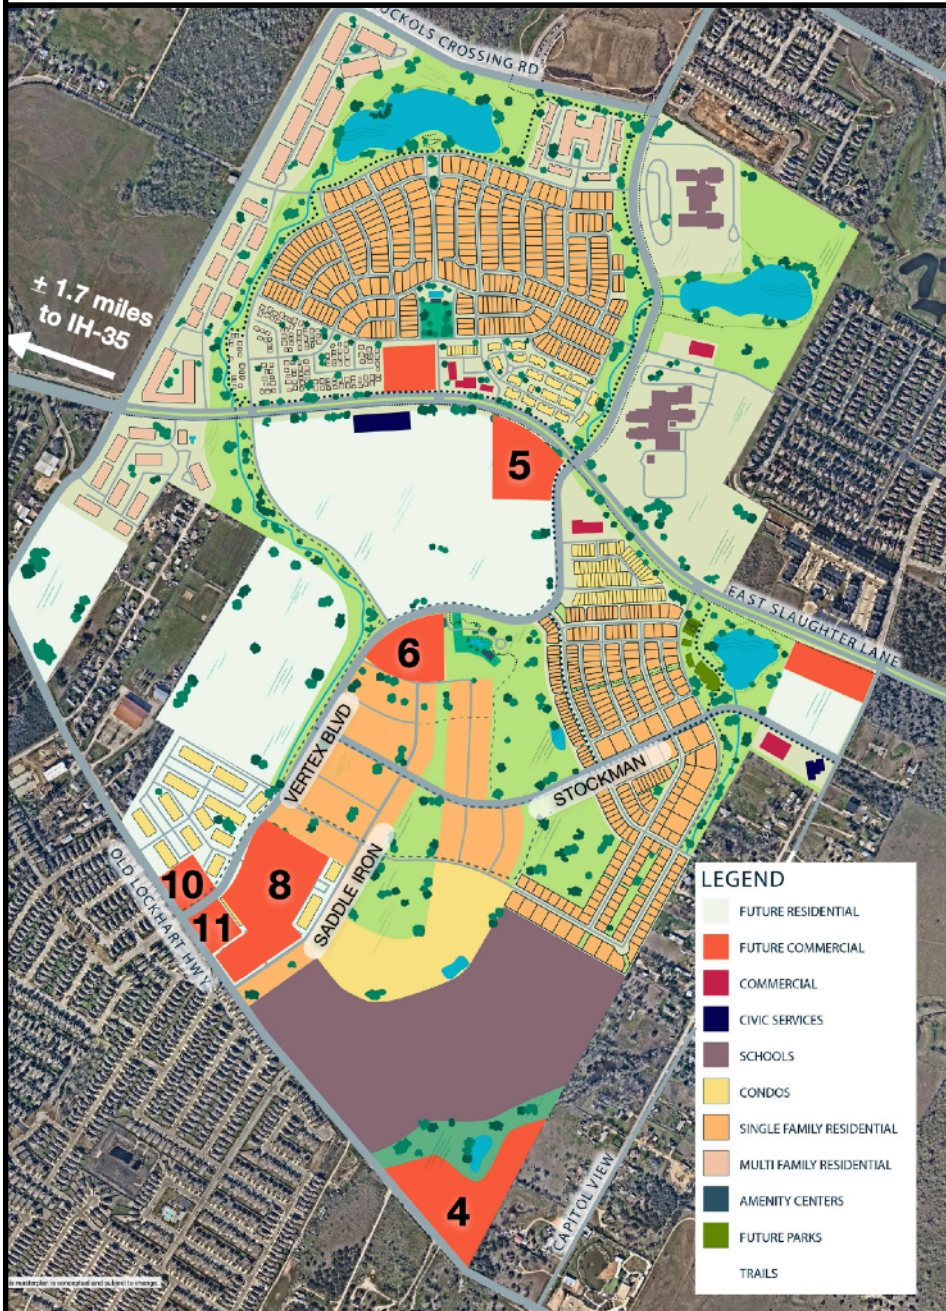 UCKOLS CROSSING RD
± 1.7 miles
to IH-35
5
EAST SLAUGHTER LANE
6
VERTEX BLVD
STOCKMAN
OLD LOCKHART HWY
10
8
11
SADDLE IRON
4
CAPITOL VIEW
LEGEND
FUTURE RESIDENTIAL
FUTURE COMMERCIAL
COMMERCIAL
CIVIC SERVICES
SCHOOLS
CONDOS
SINGLE FAMILY RESIDENTIAL
MULTI FAMILY RESIDENTIAL
AMENITY CENTERS
FUTURE PARKS
TRAILS
is masterplan is conceptual and subject to change.